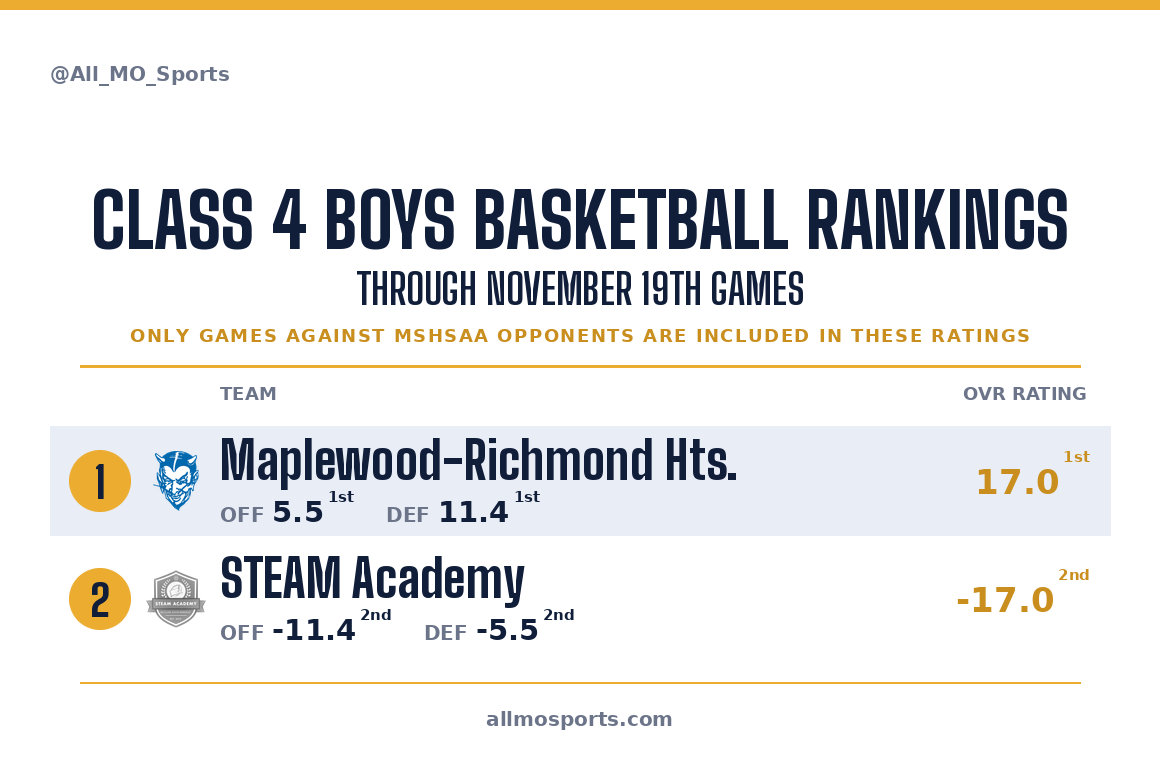 @All_MO_Sports
CLASS 4 BOYS BASKETBALL RANKINGS
THROUGH NOVEMBER 19TH GAMES
ONLY GAMES AGAINST MSHSAA OPPONENTS ARE INCLUDED IN THESE RATINGS
TEAM OVR RATING
1 Maplewood-Richmond Hts. 17.0 1st
OFF 5.5 1st DEF 11.4 1st
2 STEAM ACADEMY STEAM Academy -17.0 2nd
OFF -11.4 2nd DEF -5.5 2nd
allmosports.com